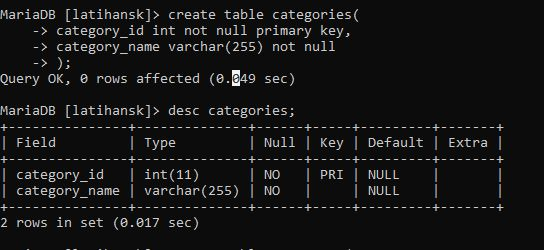 MariaDB [latihansk]> create table categories(
    -> category_id int not null primary key,
    -> category_name varchar(255) not null
    -> );
Query OK, 0 rows affected (0.049 sec)
MariaDB [latihansk]> desc categories;
+---------------+--------------+------+-----+---------+-------+
| Field         | Type         | Null | Key | Default | Extra |
+---------------+--------------+------+-----+---------+-------+
| category_id   | int(11)      | NO   | PRI | NULL    |       |
| category_name | varchar(255) | NO   |     | NULL    |       |
+---------------+--------------+------+-----+---------+-------+
2 rows in set (0.017 sec)